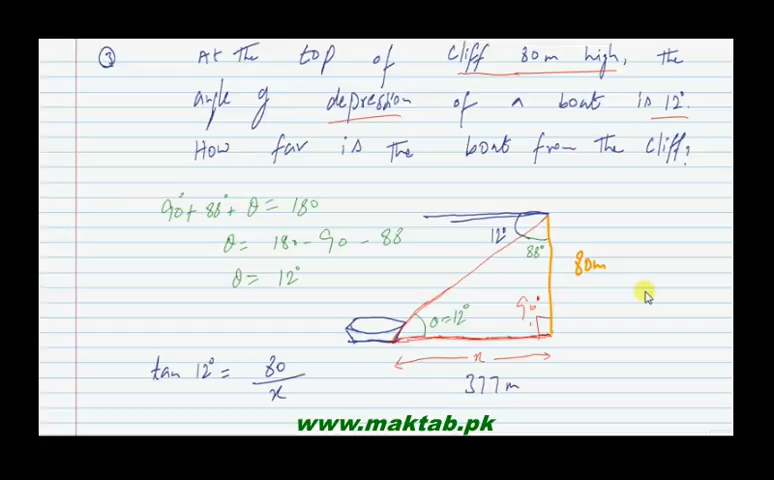 ③ At the top of cliff 80m high, the
angle of depression of a boat is 12°.
How far is the boat from the cliff?
90° + 88° + θ = 180
θ = 180 - 90 - 88
θ = 12°
12°
88°
80m
90°
θ=12°
x
tan 12° = 80
x
377m
www.maktab.pk